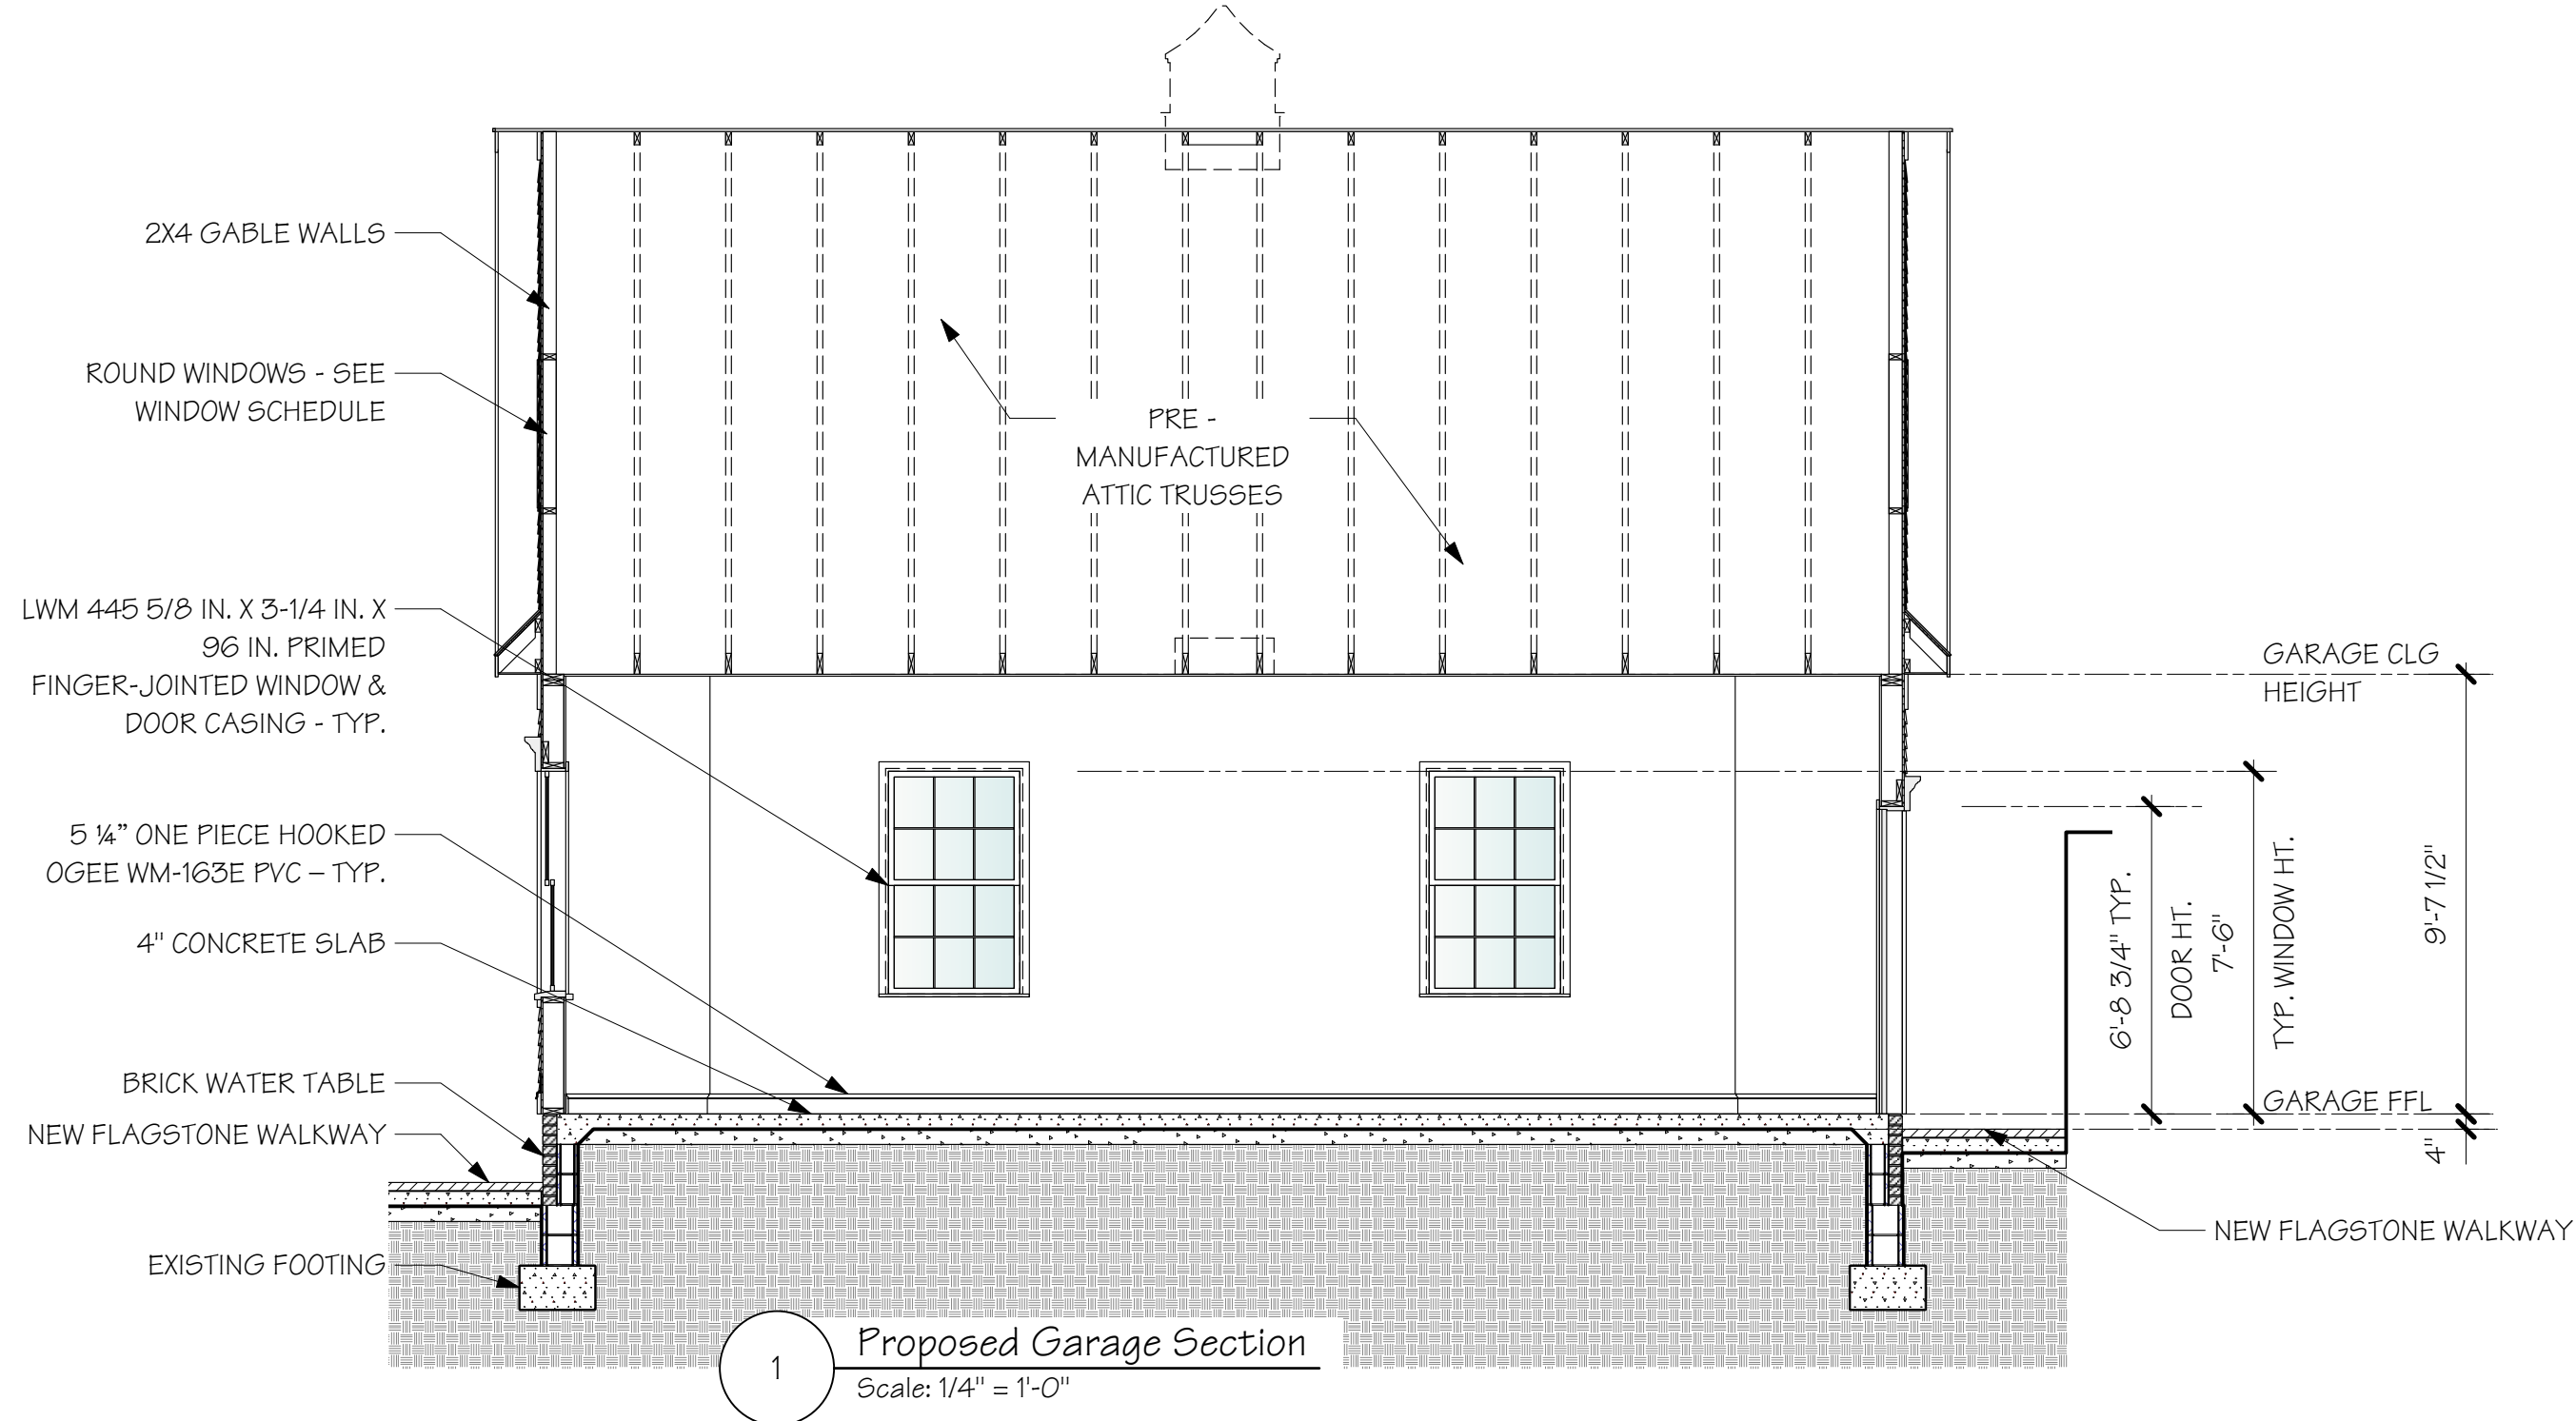 2X4 GABLE WALLS
ROUND WINDOWS - SEE
WINDOW SCHEDULE
PRE -
MANUFACTURED
ATTIC TRUSSES
LWM 445 5/8 IN. X 3-1/4 IN. X
96 IN. PRIMED
FINGER-JOINTED WINDOW &
DOOR CASING - TYP.
5 ¼” ONE PIECE HOOKED
OGEE WM-163E PVC – TYP.
4" CONCRETE SLAB
BRICK WATER TABLE
NEW FLAGSTONE WALKWAY
EXISTING FOOTING
GARAGE CLG
HEIGHT
6'-8 3/4" TYP.
DOOR HT.
7'-6"
TYP. WINDOW HT.
9'-7 1/2"
GARAGE FFL
4"
NEW FLAGSTONE WALKWAY
1
Proposed Garage Section
Scale: 1/4" = 1'-0"